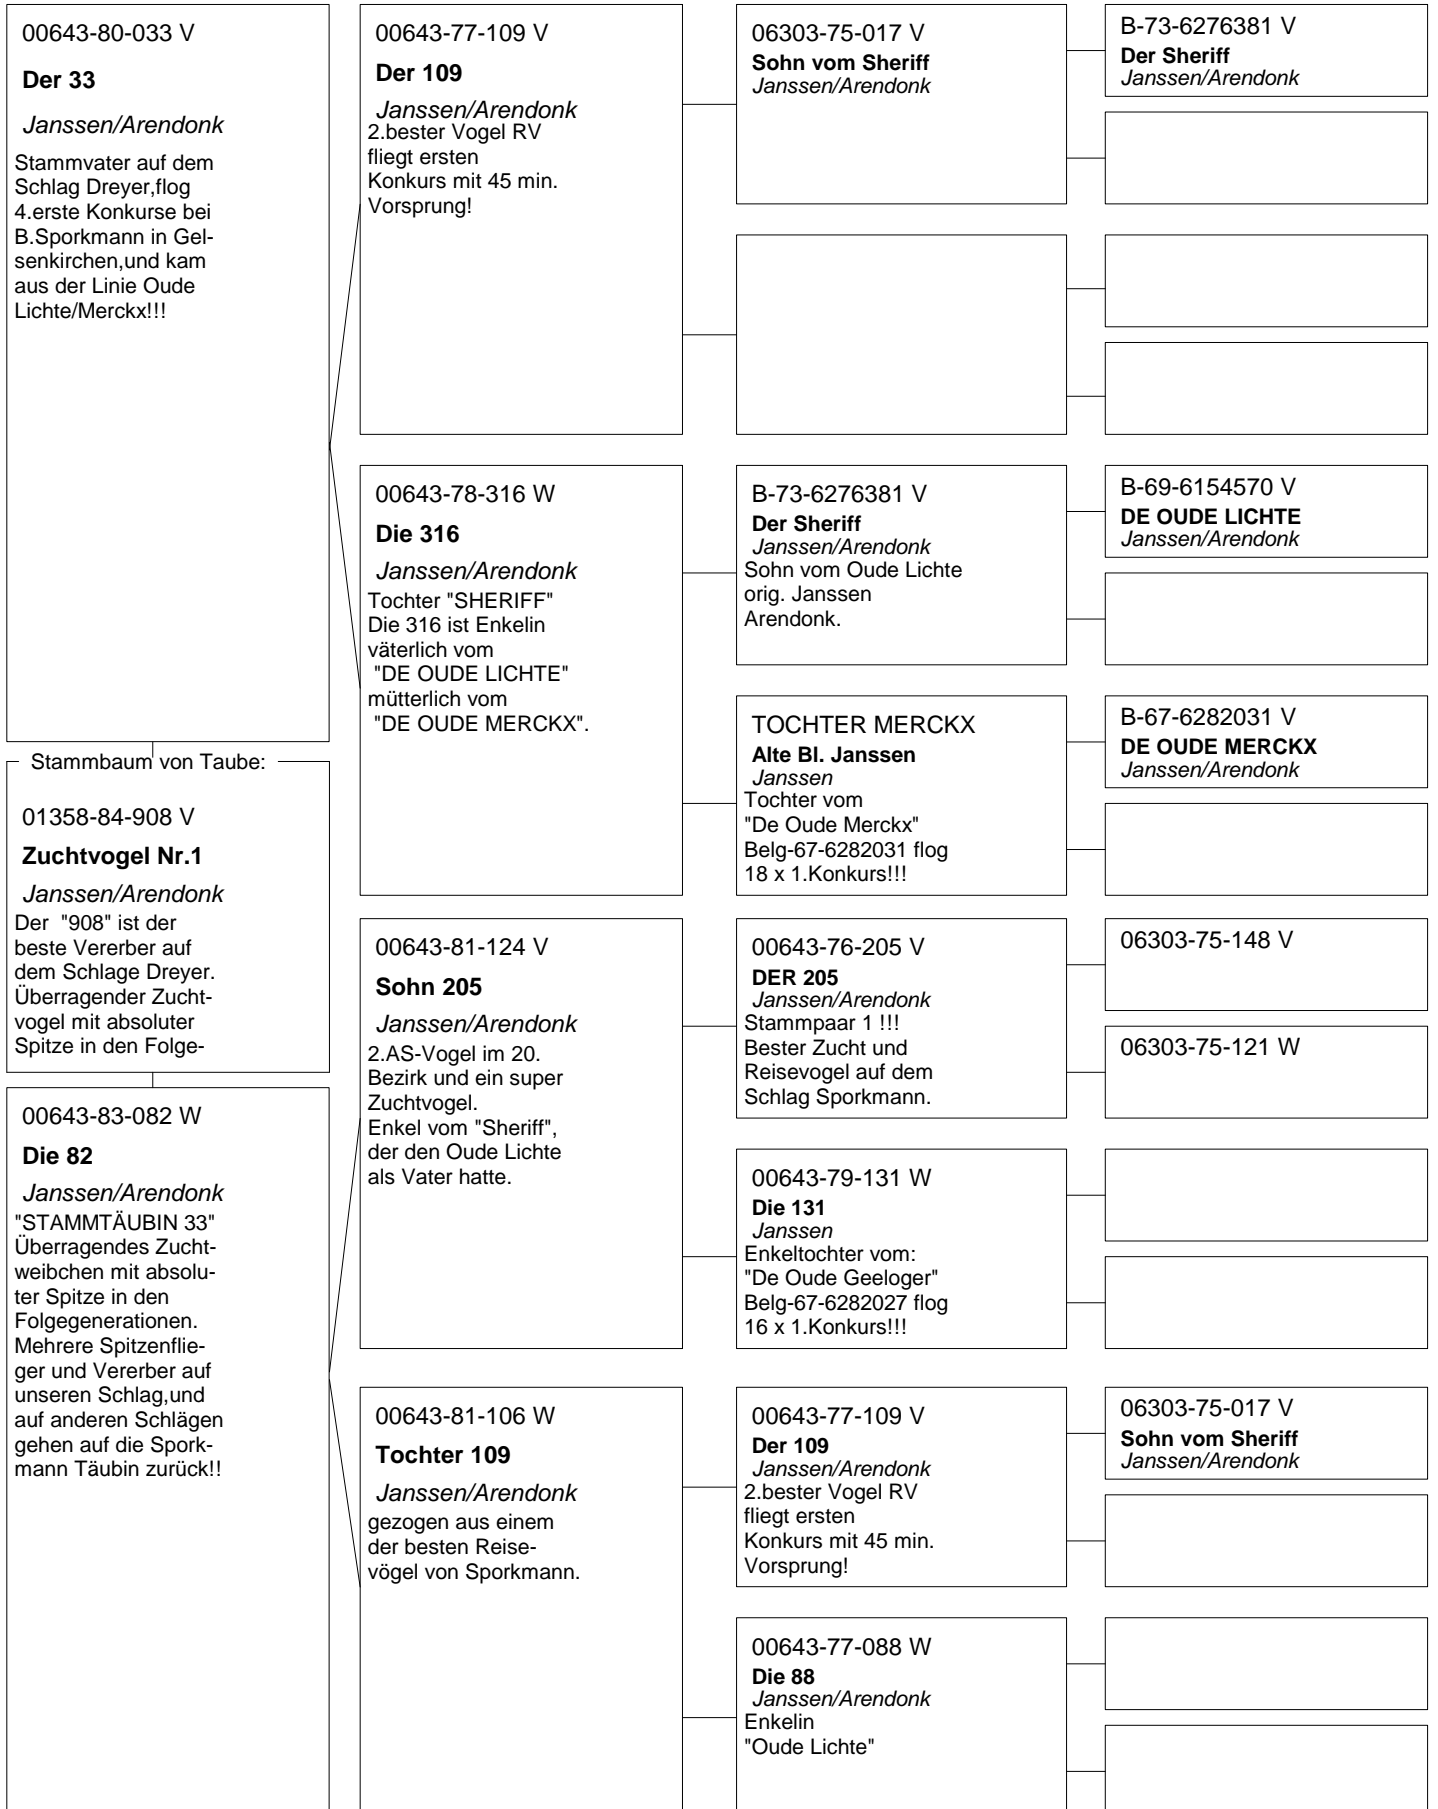 00643-80-033 V
Der 33
Janssen/Arendonk
Stammvater auf dem
Schlag Dreyer,flog
4.erste Konkurse bei
B.Sporkmann in Gel-
senkirchen,und kam
aus der Linie Oude
Lichte/Merckx!!!
Stammbaum von Taube:
01358-84-908 V
Zuchtvogel Nr.1
Janssen/Arendonk
Der "908" ist der
beste Vererber auf
dem Schlage Dreyer.
Überragender Zucht-
vogel mit absoluter
Spitze in den Folge-
00643-83-082 W
Die 82
Janssen/Arendonk
"STAMMTÄUBIN 33"
Überragendes Zucht-
weibchen mit absolu-
ter Spitze in den
Folgegenerationen.
Mehrere Spitzenflie-
ger und Vererber auf
unseren Schlag,und
auf anderen Schlägen
gehen auf die Spork-
mann Täubin zurück!!
00643-77-109 V
Der 109
Janssen/Arendonk
2.bester Vogel RV
fliegt ersten
Konkurs mit 45 min.
Vorsprung!
00643-78-316 W
Die 316
Janssen/Arendonk
Tochter "SHERIFF"
Die 316 ist Enkelin
väterlich vom
"DE OUDE LICHTE"
mütterlich vom
"DE OUDE MERCKX".
00643-81-124 V
Sohn 205
Janssen/Arendonk
2.AS-Vogel im 20.
Bezirk und ein super
Zuchtvogel.
Enkel vom "Sheriff",
der den Oude Lichte
als Vater hatte.
00643-81-106 W
Tochter 109
Janssen/Arendonk
gezogen aus einem
der besten Reise-
vögel von Sporkmann.
06303-75-017 V
Sohn vom Sheriff
Janssen/Arendonk
B-73-6276381 V
Der Sheriff
Janssen/Arendonk
Sohn vom Oude Lichte
orig. Janssen
Arendonk.
TOCHTER MERCKX
Alte Bl. Janssen
Janssen
Tochter vom
"De Oude Merckx"
Belg-67-6282031 flog
18 x 1.Konkurs!!!
00643-76-205 V
DER 205
Janssen/Arendonk
Stammpaar 1 !!!
Bester Zucht und
Reisevogel auf dem
Schlag Sporkmann.
00643-79-131 W
Die 131
Janssen
Enkeltochter vom:
"De Oude Geeloger"
Belg-67-6282027 flog
16 x 1.Konkurs!!!
00643-77-109 V
Der 109
Janssen/Arendonk
2.bester Vogel RV
fliegt ersten
Konkurs mit 45 min.
Vorsprung!
00643-77-088 W
Die 88
Janssen/Arendonk
Enkelin
"Oude Lichte"
B-73-6276381 V
Der Sheriff
Janssen/Arendonk
B-69-6154570 V
DE OUDE LICHTE
Janssen/Arendonk
B-67-6282031 V
DE OUDE MERCKX
Janssen/Arendonk
06303-75-148 V
06303-75-121 W
06303-75-017 V
Sohn vom Sheriff
Janssen/Arendonk